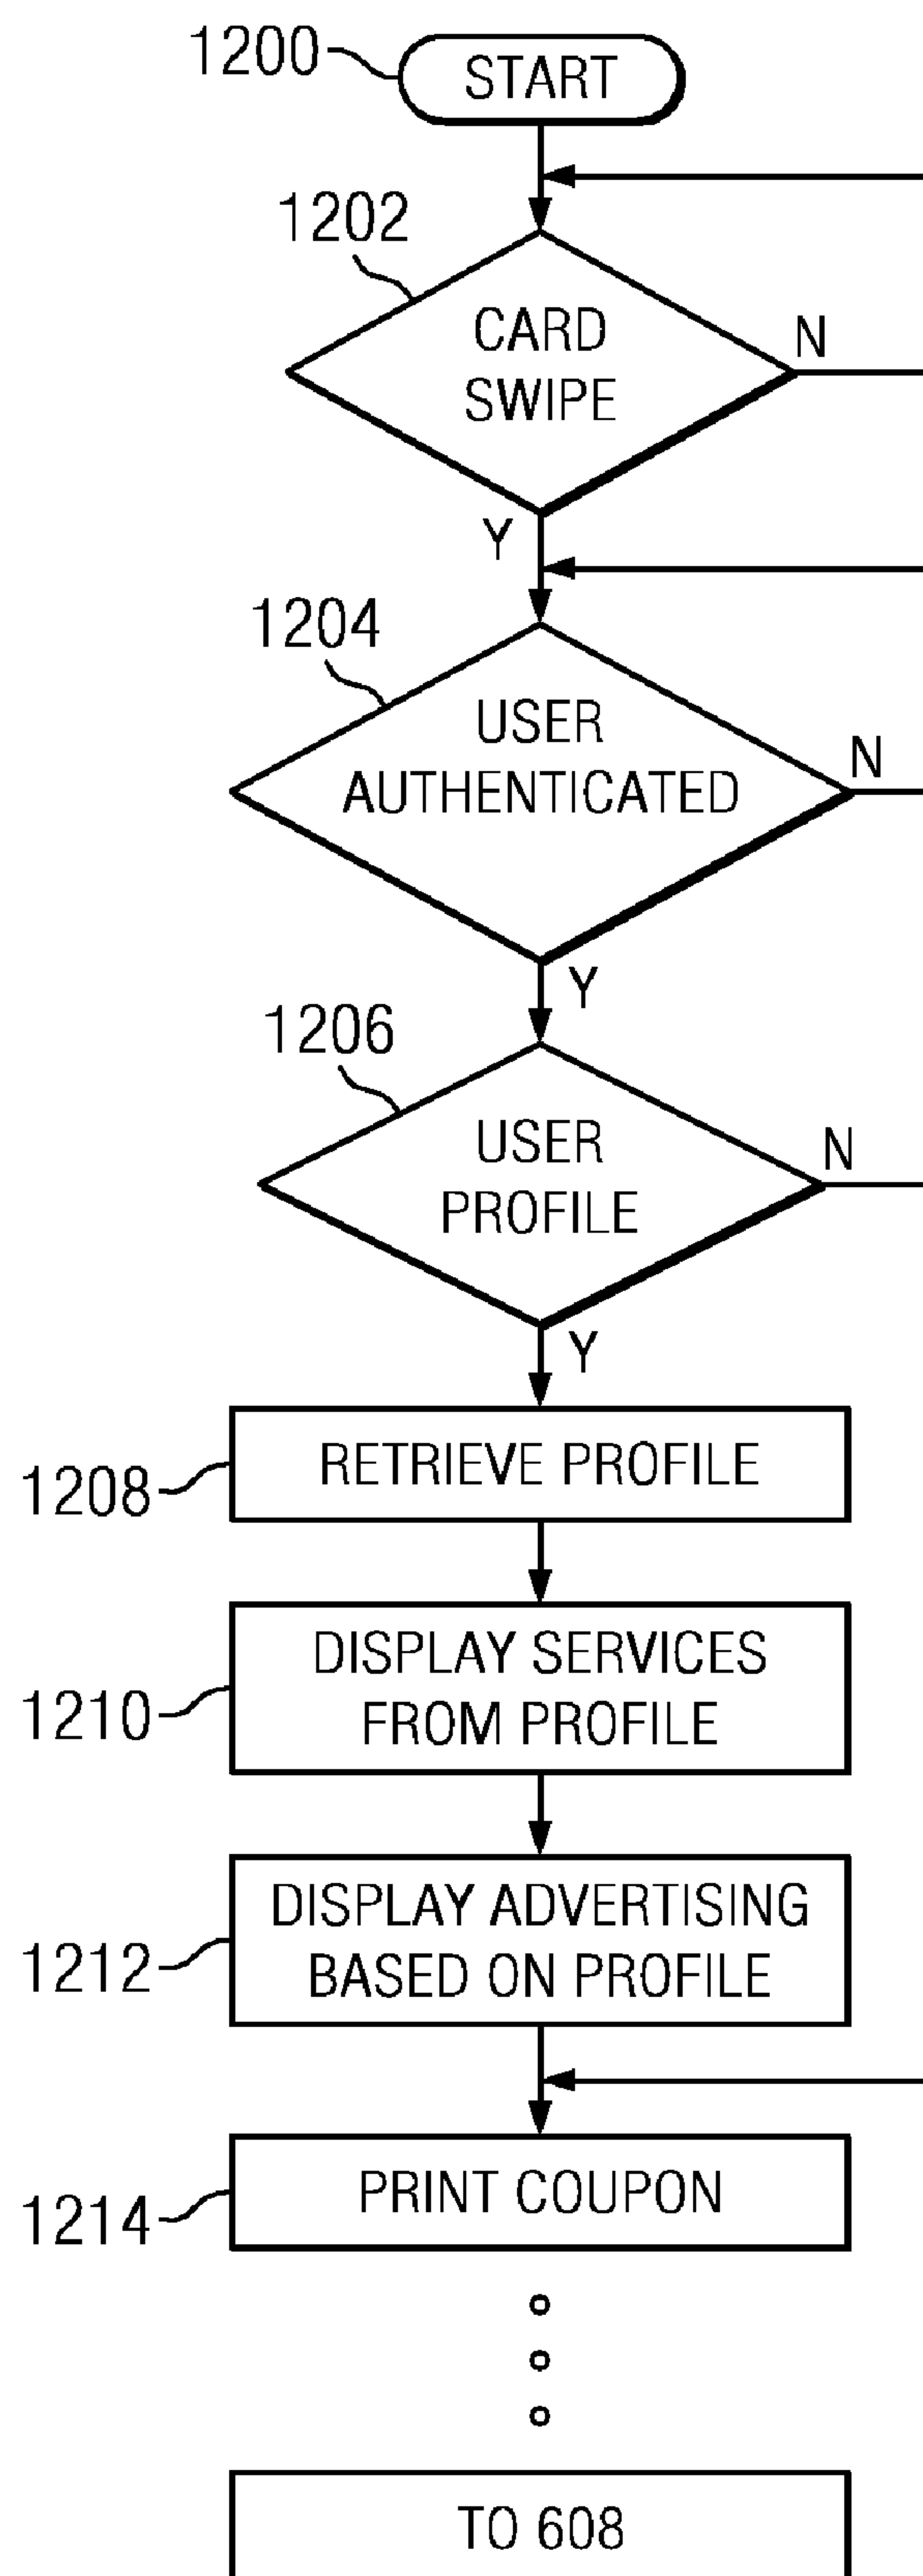 1200
START
1202
CARD
SWIPE
N
Y
1204
USER
AUTHENTICATED
N
Y
1206
USER
PROFILE
N
Y
1208
RETRIEVE PROFILE
1210
DISPLAY SERVICES
FROM PROFILE
1212
DISPLAY ADVERTISING
BASED ON PROFILE
1214
PRINT COUPON
TO 608